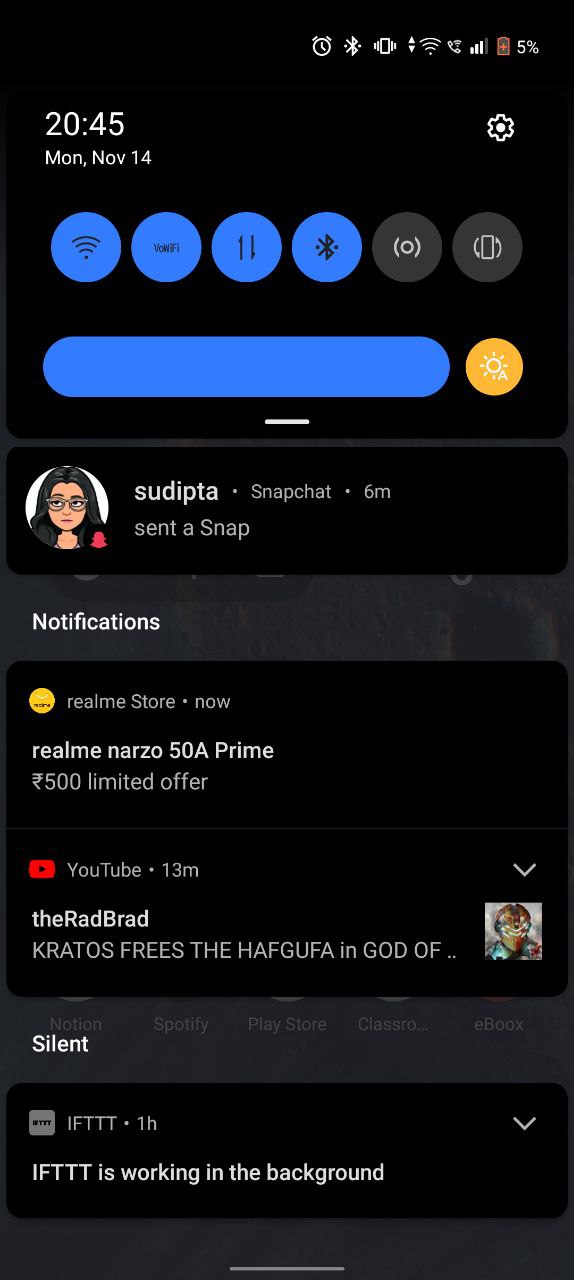 5%
20:45
Mon, Nov 14
VoWiFi
A
sudipta • Snapchat • 6m
sent a Snap
Notifications
realme
realme Store • now
realme narzo 50A Prime
₹500 limited offer
YouTube • 13m
theRadBrad
KRATOS FREES THE HAFGUFA in GOD OF ..
Notion Spotify Play Store Classro... eBoox
Silent
IFTTT
IFTTT • 1h
IFTTT is working in the background